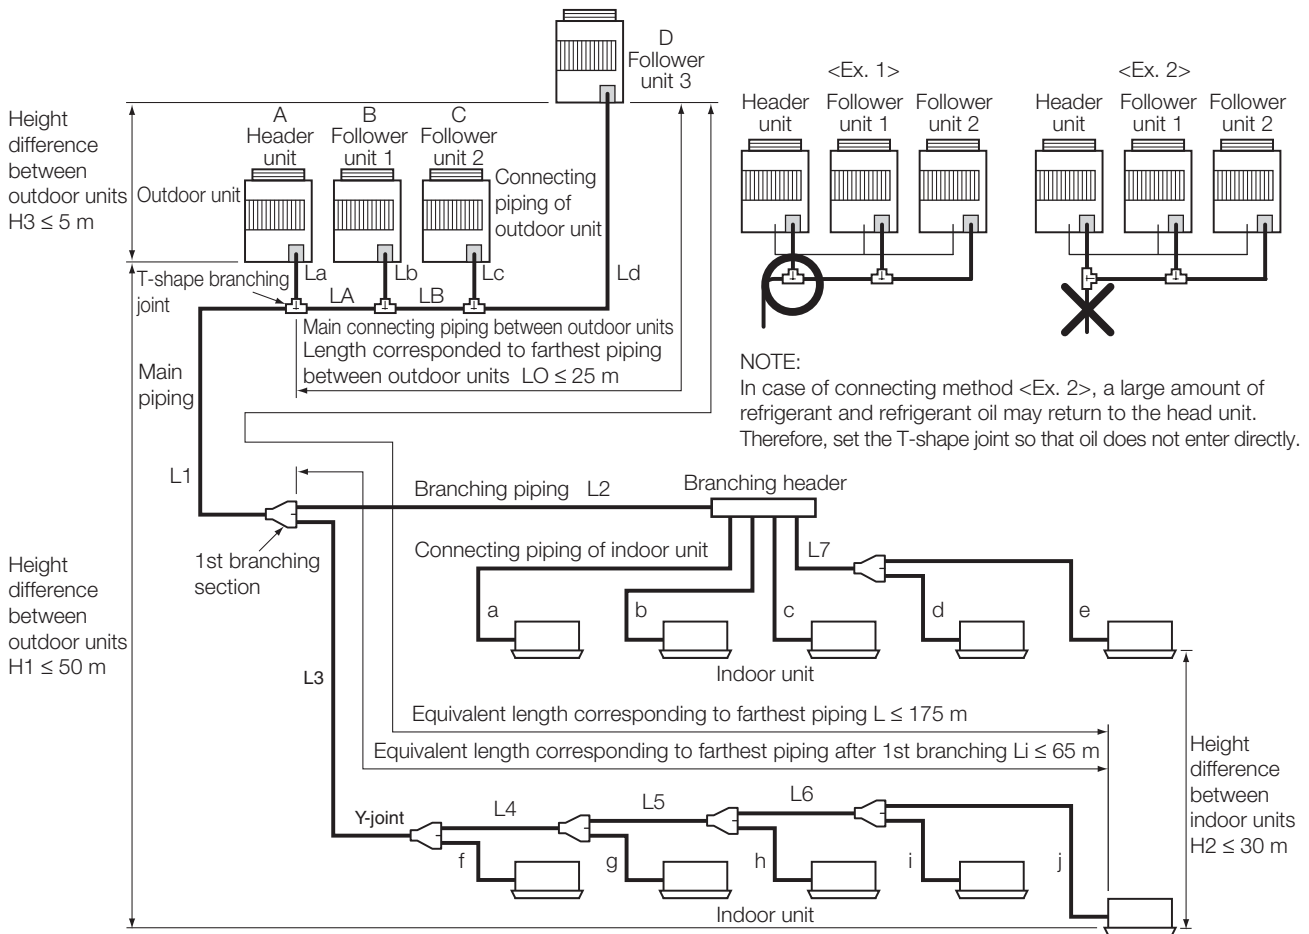 D
Follower
unit 3
Height
difference
between
outdoor units
H3 ≤ 5 m
A
Header
unit
B
Follower
unit 1
C
Follower
unit 2
Outdoor unit
Connecting
piping of
outdoor unit
T-shape branching
joint
La
Lb
Lc
Ld
LA
LB
Main connecting piping between outdoor units
Length corresponded to farthest piping
between outdoor units LO ≤ 25 m
<Ex. 1>
Header
unit
Follower
unit 1
Follower
unit 2
<Ex. 2>
Header
unit
Follower
unit 1
Follower
unit 2
NOTE:
In case of connecting method <Ex. 2>, a large amount of
refrigerant and refrigerant oil may return to the head unit.
Therefore, set the T-shape joint so that oil does not enter directly.
Main
piping
L1
Branching piping L2
Branching header
1st branching
section
Connecting piping of indoor unit
L7
a
b
c
d
e
Indoor unit
Height
difference
between
outdoor units
H1 ≤ 50 m
L3
Equivalent length corresponding to farthest piping L ≤ 175 m
Equivalent length corresponding to farthest piping after 1st branching Li ≤ 65 m
Height
difference
between
indoor units
H2 ≤ 30 m
Y-joint
L4
L5
L6
f
g
h
i
j
Indoor unit